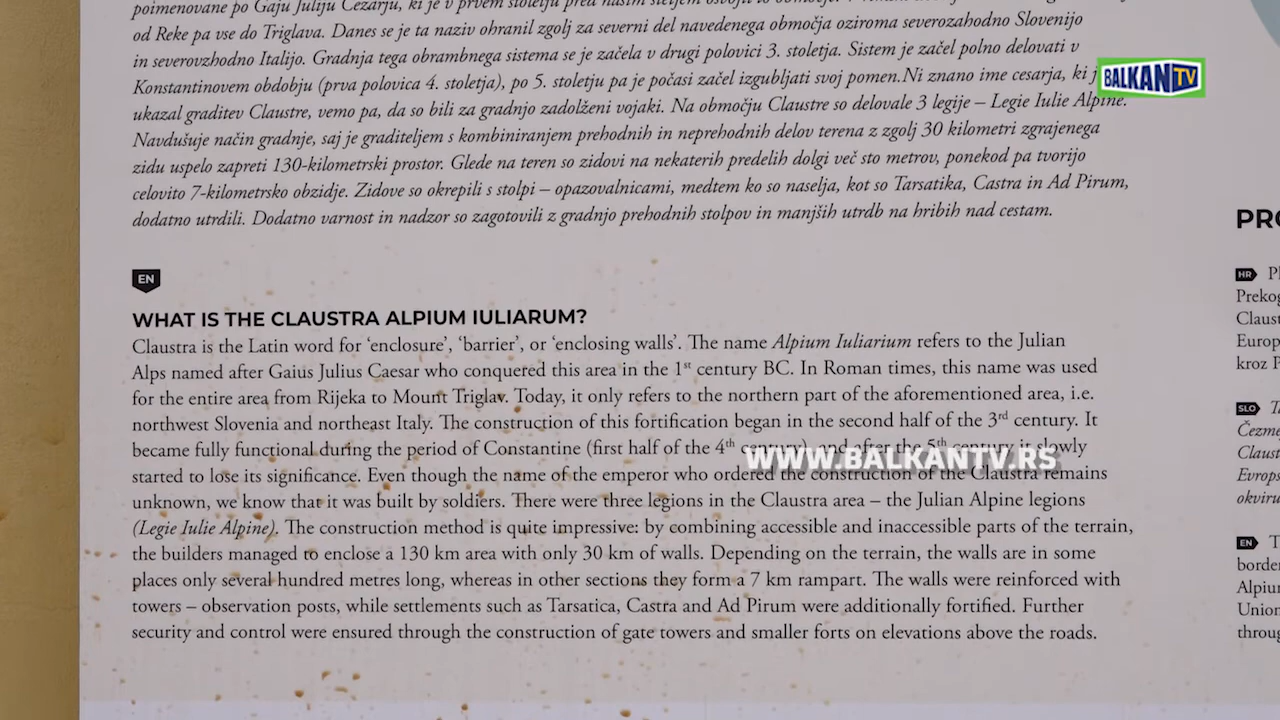 poimenovane po Gaju Juliju Cezarju, ki je v prvem stoletju pred našim štetjem osvojil to območje. V
od Reke pa vse do Triglava. Danes se je ta naziv ohranil zgolj za severni del navedenega območja oziroma severozahodno Slovenijo
in severovzhodno Italijo. Gradnja tega obrambnega sistema se je začela v drugi polovici 3. stoletja. Sistem je začel polno delovati v
Konstantinovem obdobju (prva polovica 4. stoletja), po 5. stoletju pa je počasi začel izgubljati svoj pomen.Ni znano ime cesarja, ki j
ukazal graditev Claustre, vemo pa, da so bili za gradnjo zadolženi vojaki. Na območju Claustre so delovale 3 legije – Legie Iulie Alpine.
Navdušuje način gradnje, saj je graditeljem s kombiniranjem prehodnih in neprehodnih delov terena z zgolj 30 kilometri zgrajenega
zidu uspelo zapreti 130-kilometrski prostor. Glede na teren so zidovi na nekaterih predelih dolgi več sto metrov, ponekod pa tvorijo
celovito 7-kilometrsko obzidje. Zidove so okrepili s stolpi – opazovalnicami, medtem ko so naselja, kot so Tarsatika, Castra in Ad Pirum,
dodatno utrdili. Dodatno varnost in nadzor so zagotovili z gradnjo prehodnih stolpov in manjših utrdb na hribih nad cestam.
EN
WHAT IS THE CLAUSTRA ALPIUM IULIARUM?
Claustra is the Latin word for ‘enclosure’, ‘barrier’, or ‘enclosing walls’. The name Alpium Iuliarium refers to the Julian
Alps named after Gaius Julius Caesar who conquered this area in the 1st century BC. In Roman times, this name was used
for the entire area from Rijeka to Mount Triglav. Today, it only refers to the northern part of the aforementioned area, i.e.
northwest Slovenia and northeast Italy. The construction of this fortification began in the second half of the 3rd century. It
became fully functional during the period of Constantine (first half of the 4th century), and after the 5th century it slowly
started to lose its significance. Even though the name of the emperor who ordered the construction of the Claustra remains
unknown, we know that it was built by soldiers. There were three legions in the Claustra area – the Julian Alpine legions
(Legie Iulie Alpine). The construction method is quite impressive: by combining accessible and inaccessible parts of the terrain,
the builders managed to enclose a 130 km area with only 30 km of walls. Depending on the terrain, the walls are in some
places only several hundred metres long, whereas in other sections they form a 7 km rampart. The walls were reinforced with
towers – observation posts, while settlements such as Tarsatica, Castra and Ad Pirum were additionally fortified. Further
security and control were ensured through the construction of gate towers and smaller forts on elevations above the roads.
BALKAN TV
WWW.BALKANTV.RS
PRO
HR Pl
Prekog
Claust
Europ
kroz P
SLO
Čezme
Claust
Evrops
okviru
EN T
border
Alpiu
Union
throug